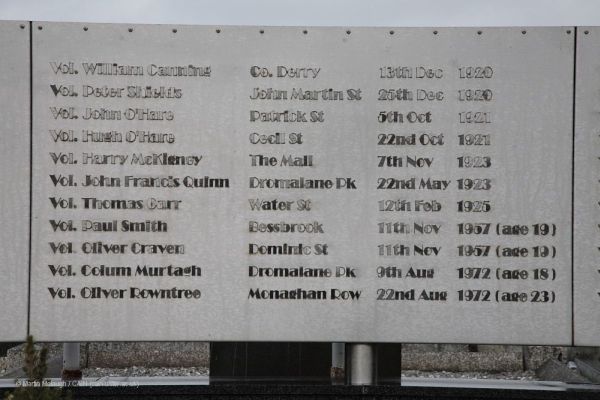 Vol. William Canning Co. Derry 13th Dec 1920
Vol. Peter Shields John Martin St 25th Dec 1920
Vol. John O'Hare Patrick St 5th Oct 1921
Vol. Hugh O'Hare Cecil St 22nd Oct 1921
Vol. Harry McKigney The Mall 7th Nov 1923
Vol. John Francis Quinn Dromalane Pk 22nd May 1923
Vol. Thomas Carr Water St 12th Feb 1925
Vol. Paul Smith Bessbrook 11th Nov 1957 (age 19)
Vol. Oliver Craven Dominic St 11th Nov 1957 (age 19)
Vol. Colum Murtagh Dromalane Pk 9th Aug 1972 (age 18)
Vol. Oliver Rowntree Monaghan Row 22nd Aug 1972 (age 23)
© Martin Melaugh / CAIN